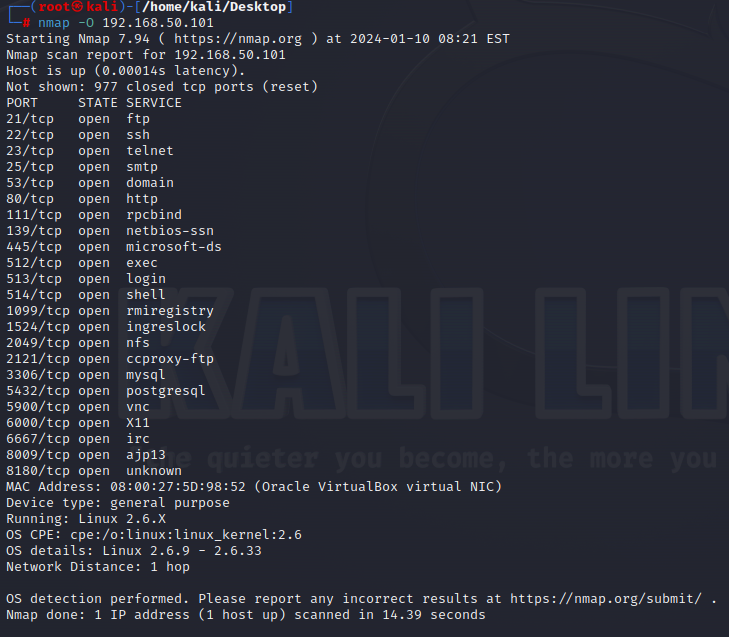 ┌──(root㉿kali)-[/home/kali/Desktop]
└─# nmap -O 192.168.50.101
Starting Nmap 7.94 ( https://nmap.org ) at 2024-01-10 08:21 EST
Nmap scan report for 192.168.50.101
Host is up (0.00014s latency).
Not shown: 977 closed tcp ports (reset)
PORT     STATE SERVICE
21/tcp   open  ftp
22/tcp   open  ssh
23/tcp   open  telnet
25/tcp   open  smtp
53/tcp   open  domain
80/tcp   open  http
111/tcp  open  rpcbind
139/tcp  open  netbios-ssn
445/tcp  open  microsoft-ds
512/tcp  open  exec
513/tcp  open  login
514/tcp  open  shell
1099/tcp open  rmiregistry
1524/tcp open  ingreslock
2049/tcp open  nfs
2121/tcp open  ccproxy-ftp
3306/tcp open  mysql
5432/tcp open  postgresql
5900/tcp open  vnc
6000/tcp open  X11
6667/tcp open  irc
8009/tcp open  ajp13
8180/tcp open  unknown
MAC Address: 08:00:27:5D:98:52 (Oracle VirtualBox virtual NIC)
Device type: general purpose
Running: Linux 2.6.X
OS CPE: cpe:/o:linux:linux_kernel:2.6
OS details: Linux 2.6.9 - 2.6.33
Network Distance: 1 hop
OS detection performed. Please report any incorrect results at https://nmap.org/submit/ .
Nmap done: 1 IP address (1 host up) scanned in 14.39 seconds
KALI LIN
the quieter you become, the more you